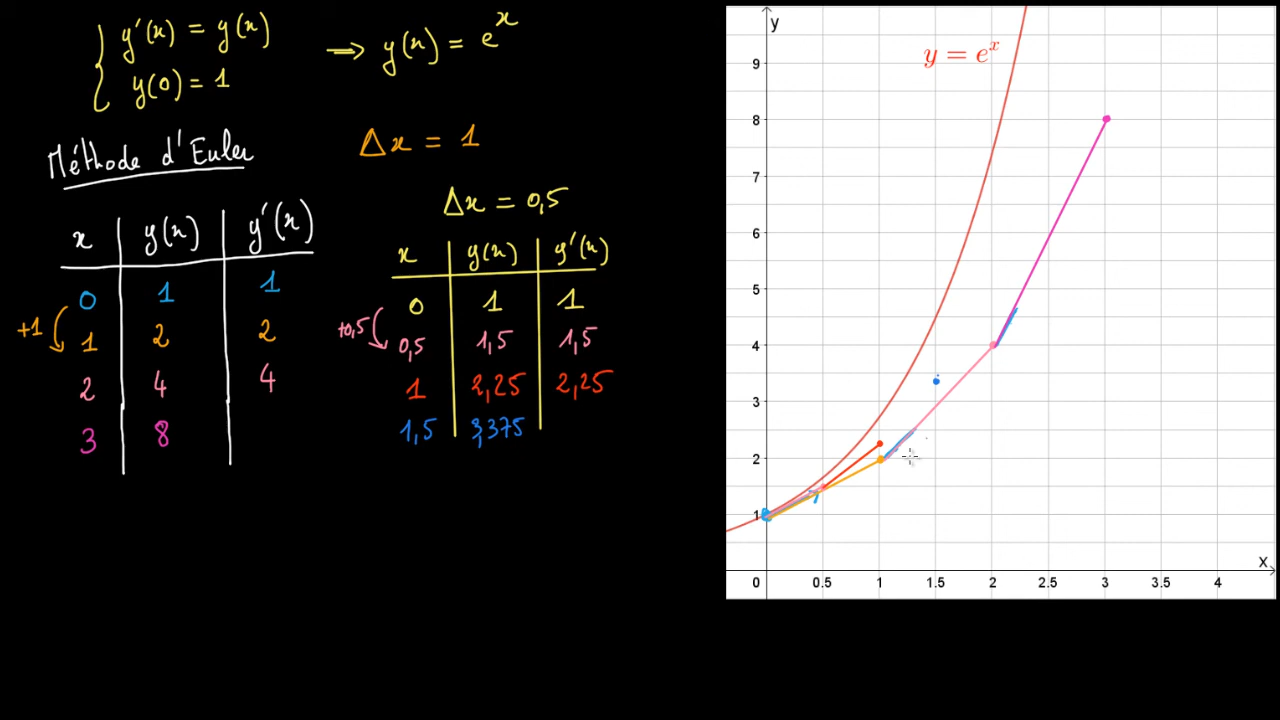 y'(x) = y(x) ⟹ y(x) = e^x
y(0) = 1
Méthode d'Euler
Δx = 1
x y(x) y'(x)
0 1 1
+1
1 2 2
2 4 4
3 8
Δx = 0,5
x y(x) y'(x)
0 1 1
+0,5
0,5 1,5 1,5
1 2,25 2,25
1,5 3,375
y
y = e^x
9
8
7
6
5
4
3
2
1
x
0 0.5 1 1.5 2 2.5 3 3.5 4